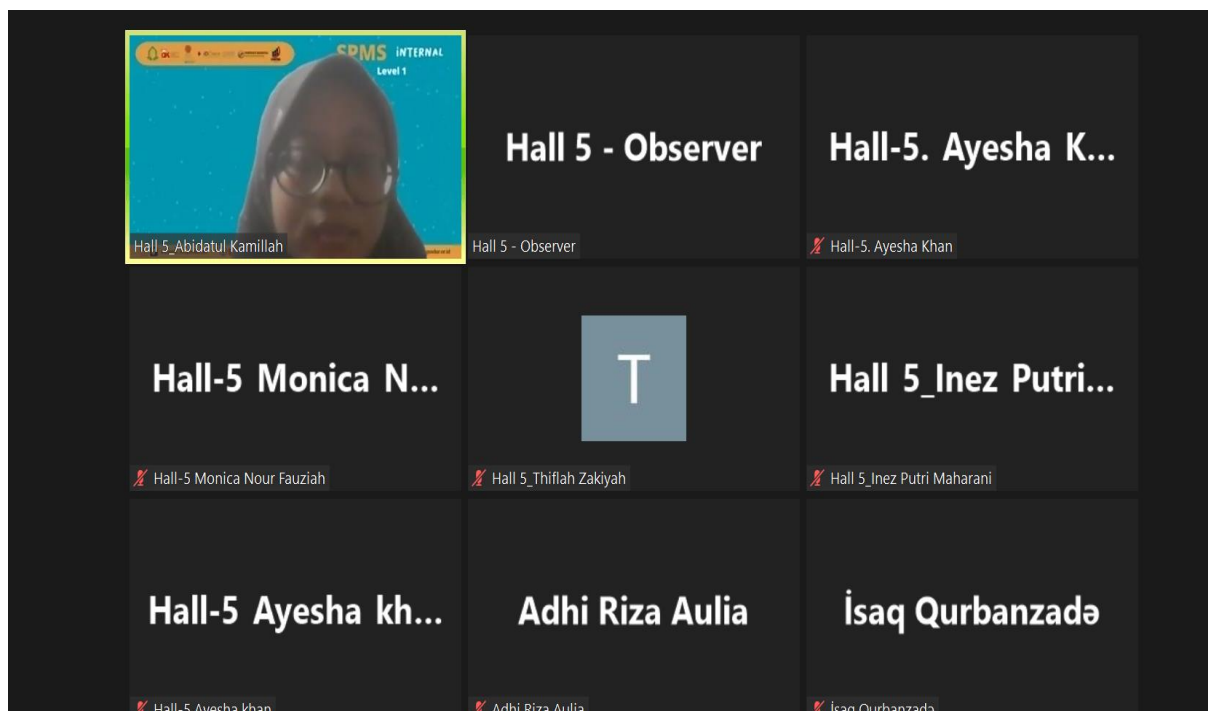 SPMS İNTERNAL
Level 1
Hall 5_Abidatul Kamillah
Hall 5 - Observer
Hall 5 - Observer
Hall-5. Ayesha K...
Hall-5. Ayesha Khan
Hall-5 Monica N...
Hall-5 Monica Nour Fauziah
T
Hall 5_Thiflah Zakiyah
Hall 5_Inez Putri...
Hall 5_Inez Putri Maharani
Hall-5 Ayesha kh...
Hall-5 Ayesha khan
Adhi Riza Aulia
Adhi Riza Aulia
İsaq Qurbanzadə
İsaq Qurbanzadə